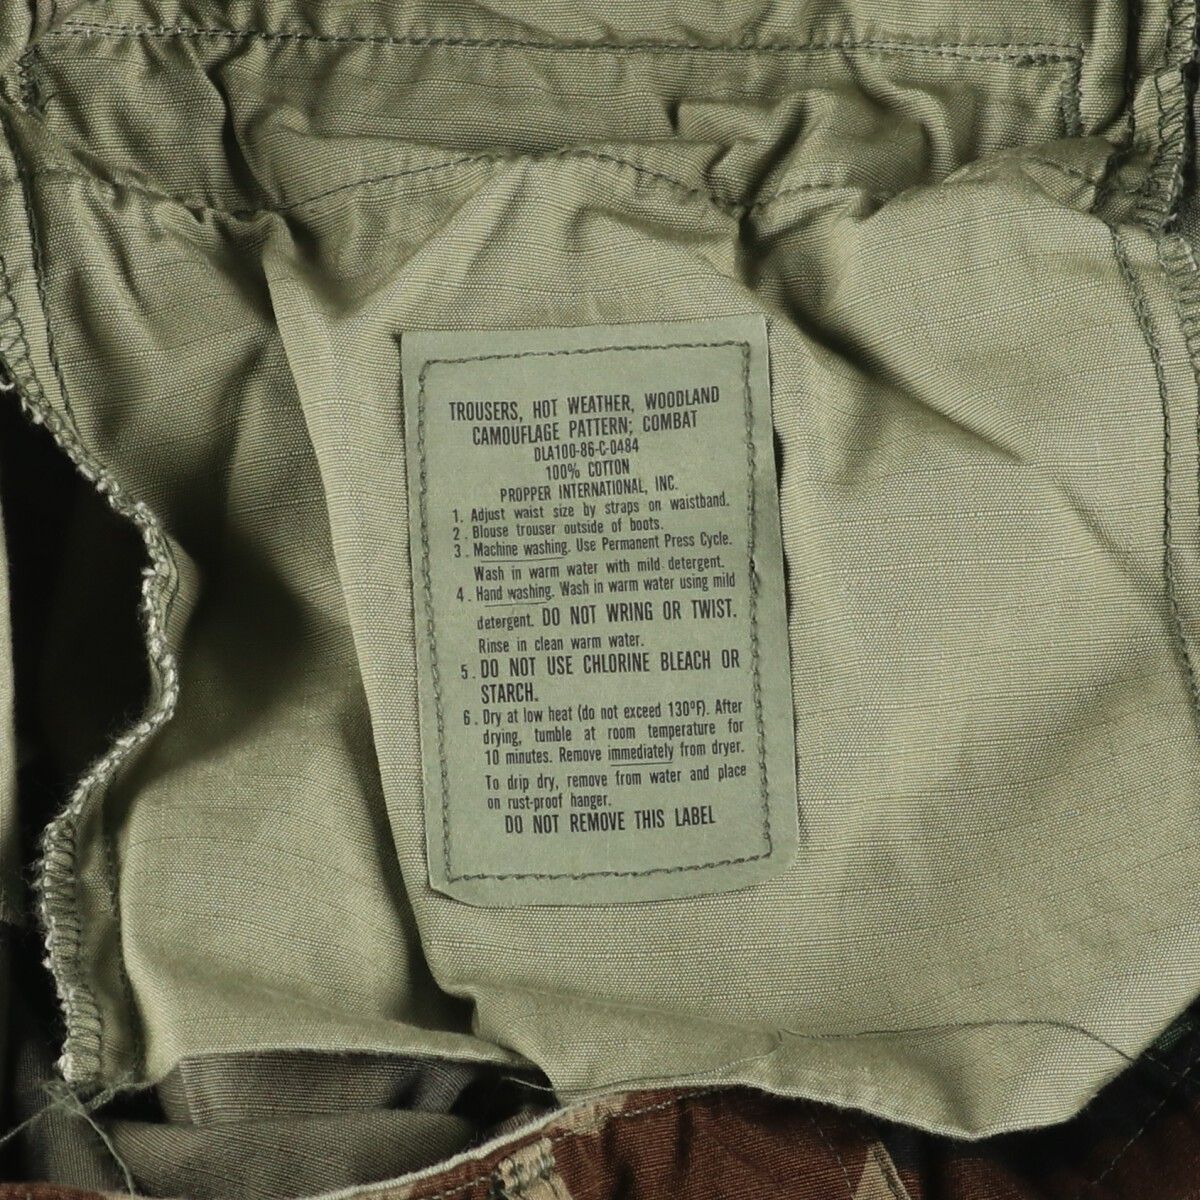 TROUSERS, HOT WEATHER, WOODLAND
CAMOUFLAGE PATTERN; COMBAT
DLA100-86-C-0484
100% COTTON
PROPPER INTERNATIONAL, INC.
1. Adjust waist size by straps on waistband.
2. Blouse trouser outside of boots.
3. Machine washing. Use Permanent Press Cycle.
Wash in warm water with mild detergent.
4. Hand washing. Wash in warm water using mild
detergent. DO NOT WRING OR TWIST.
Rinse in clean warm water.
5. DO NOT USE CHLORINE BLEACH OR
STARCH.
6. Dry at low heat (do not exceed 130ºF). After
drying, tumble at room temperature for
10 minutes. Remove immediately from dryer.
To drip dry, remove from water and place
on rust-proof hanger.
DO NOT REMOVE THIS LABEL